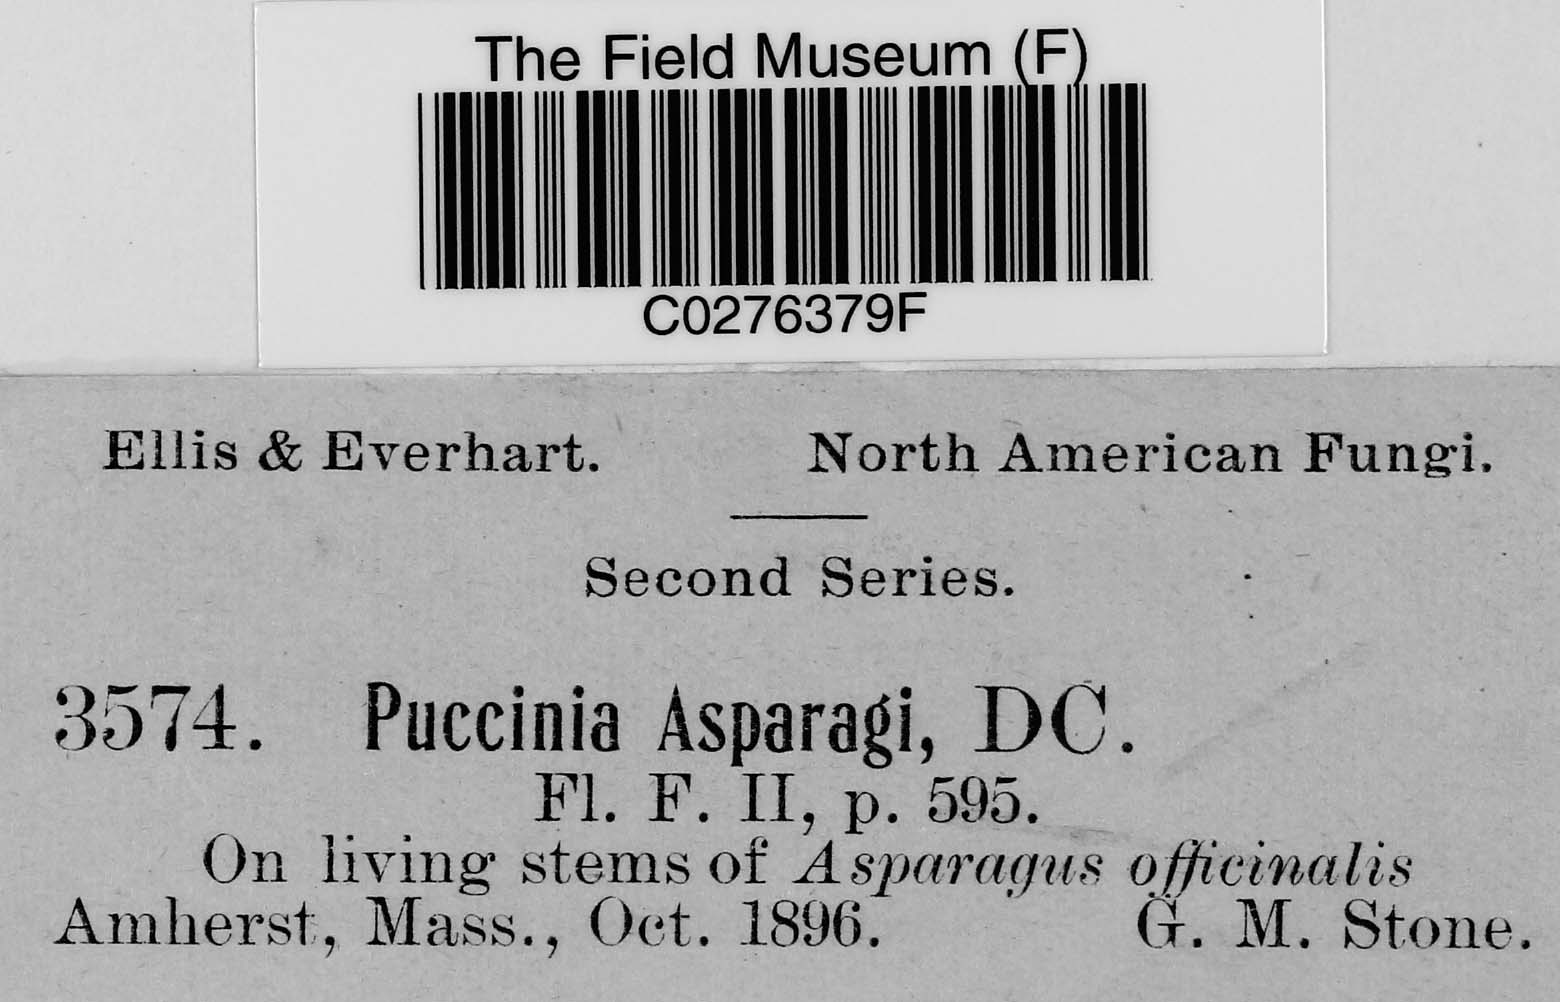 The Field Museum (F)
C0276379F
Ellis & Everhart. North American Fungi.
Second Series.
3574. Puccinia Asparagi, DC.
Fl. F. II, p. 595.
On living stems of Asparagus officinalis
Amherst, Mass., Oct. 1896. G. M. Stone.